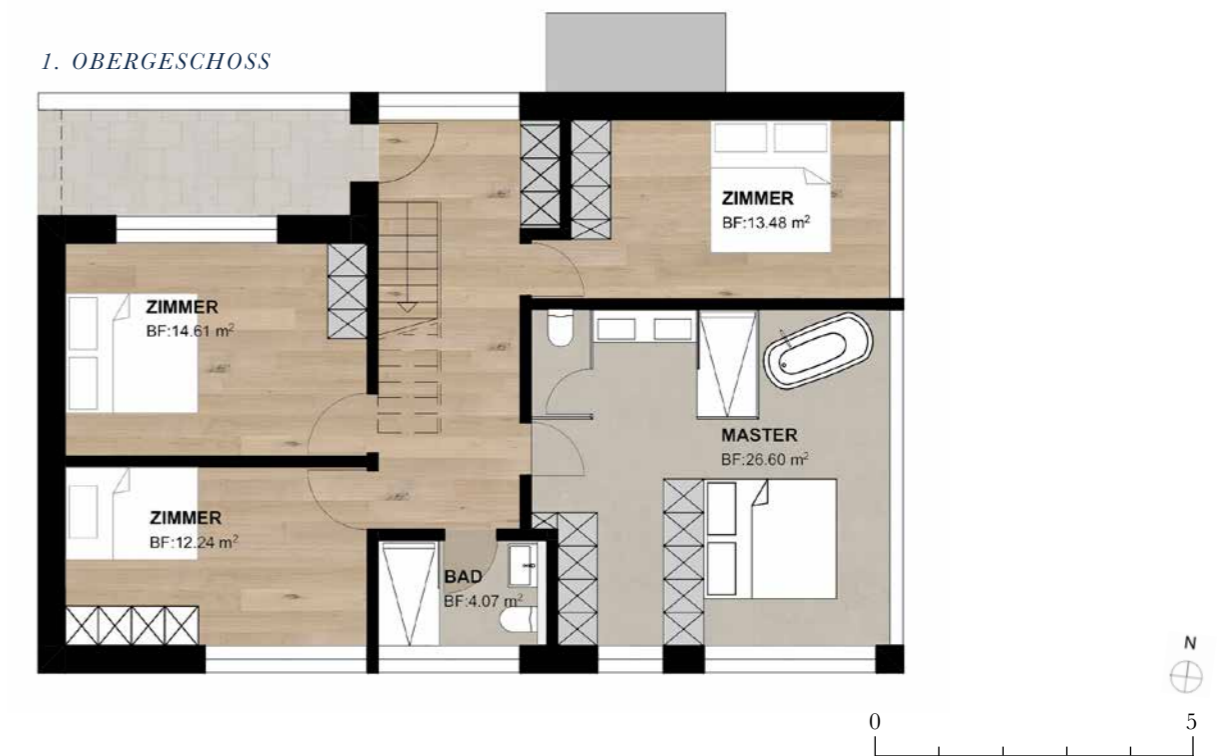 1. OBERGESCHOSS
ZIMMER
BF:13.48 m²
ZIMMER
BF:14.61 m²
MASTER
BF:26.60 m²
ZIMMER
BF:12.24 m²
BAD
BF:4.07 m²
N
0 5